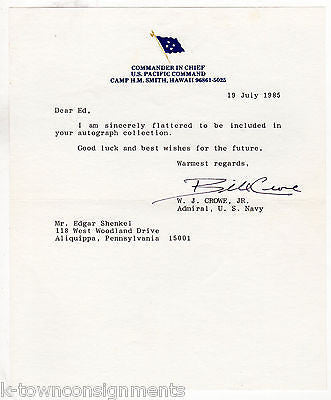 COMMANDER IN CHIEF
U.S. PACIFIC COMMAND
CAMP H.M. SMITH, HAWAII 96861-5025
19 July 1985
Dear Ed,
I am sincerely flattered to be included in
your autograph collection.
Good luck and best wishes for the future.
Warmest regards,
Bill Crowe
W. J. CROWE, JR.
Admiral, U. S. Navy
Mr. Edgar Shenkel
118 West Woodland Drive
Aliquippa, Pennsylvania 15001
k-townconsignments